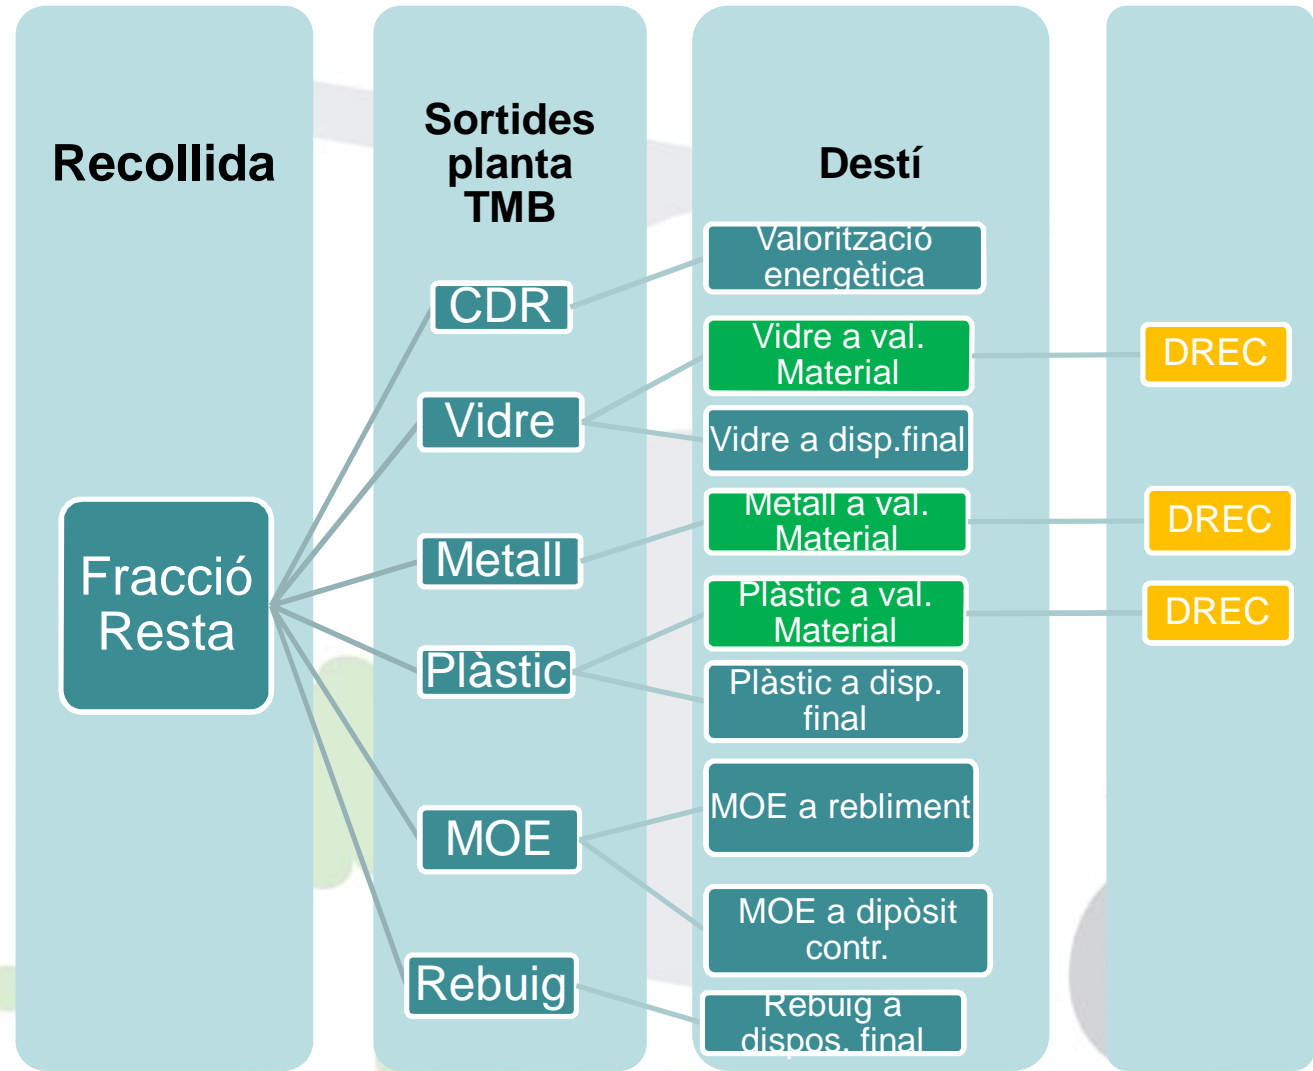 Recollida
Sortides
planta
TMB
Destí
Fracció
Resta
CDR
Vidre
Metall
Plàstic
MOE
Rebuig
Valorització
energètica
Vidre a val.
Material
Vidre a disp.final
Metall a val.
Material
Plàstic a val.
Material
Plàstic a disp.
final
MOE a rebliment
MOE a dipòsit
contr.
Rebuig a
dispos. final
DREC
DREC
DREC